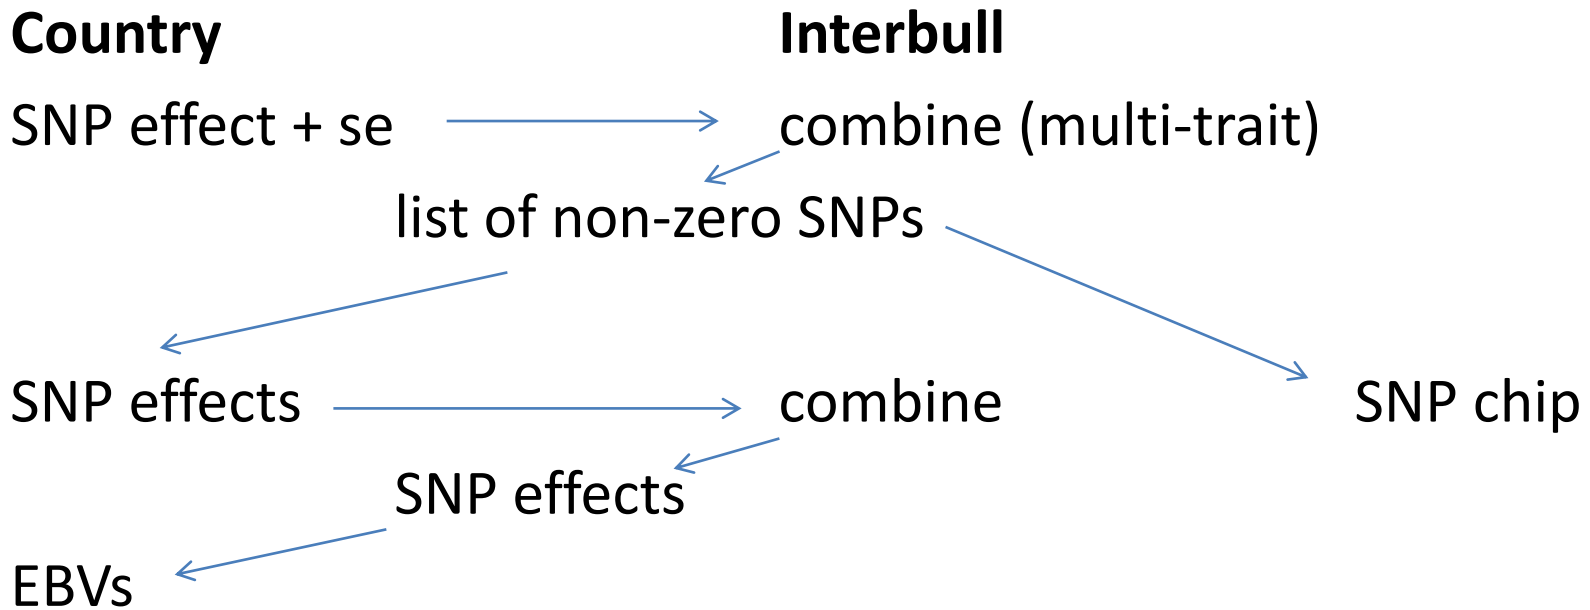 Country Interbull
SNP effect + se combine (multi-trait)
list of non-zero SNPs
SNP effects combine SNP chip
SNP effects
EBVs